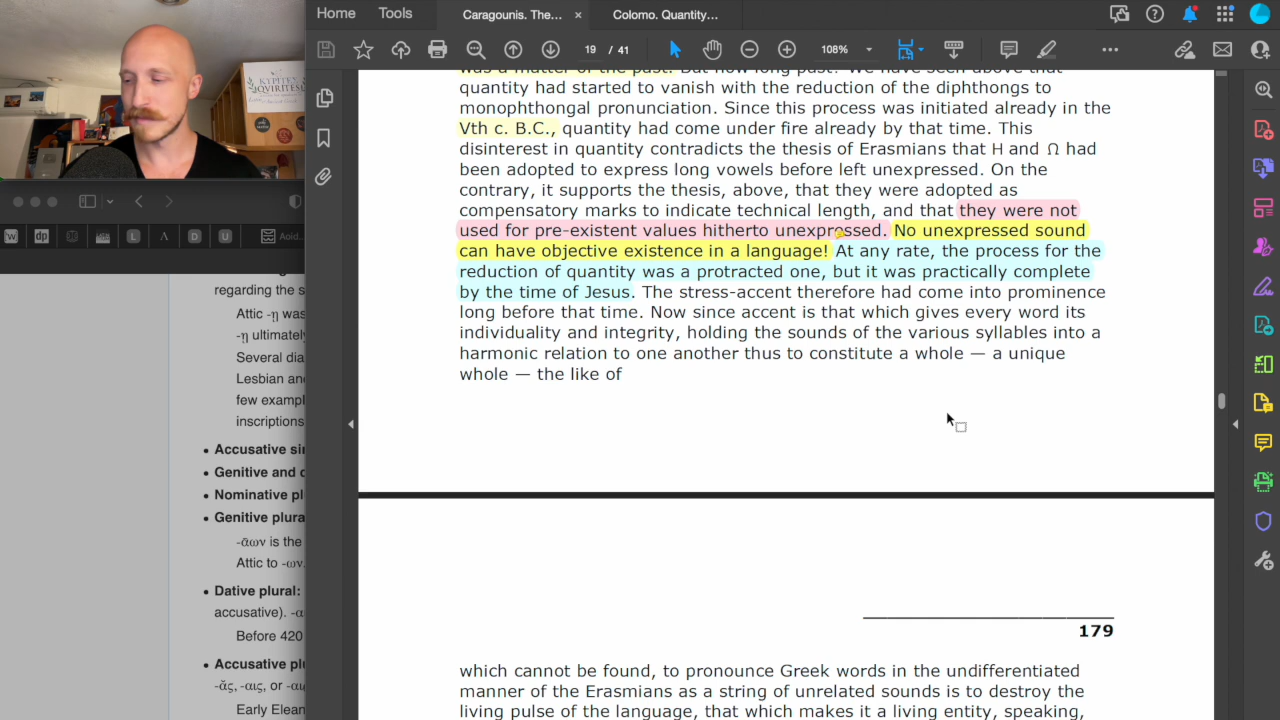 Home Tools Caragounis. The... × Colomo. Quantity...
19 / 41 108%
ΚΥΡΙΤΕΣ
QVIRITES
was a matter of the past. But how long past? We have seen above that
quantity had started to vanish with the reduction of the diphthongs to
monophthongal pronunciation. Since this process was initiated already in the
Vth c. B.C., quantity had come under fire already by that time. This
disinterest in quantity contradicts the thesis of Erasmians that H and Ω had
been adopted to express long vowels before left unexpressed. On the
contrary, it supports the thesis, above, that they were adopted as
compensatory marks to indicate technical length, and that they were not
used for pre-existent values hitherto unexpressed. No unexpressed sound
can have objective existence in a language! At any rate, the process for the
reduction of quantity was a protracted one, but it was practically complete
by the time of Jesus. The stress-accent therefore had come into prominence
long before that time. Now since accent is that which gives every word its
individuality and integrity, holding the sounds of the various syllables into a
harmonic relation to one another thus to constitute a whole — a unique
whole — the like of
179
which cannot be found, to pronounce Greek words in the undifferentiated
manner of the Erasmians as a string of unrelated sounds is to destroy the
living pulse of the language, that which makes it a living entity, speaking,
W dp L Λ D U Aoid.
regarding the s
Attic -ῃ was
-ῃ ultimately
Several dia
Lesbian an
few exampl
inscriptions
• Accusative si
• Genitive and
• Nominative pl
• Genitive plura
-ᾱων is the
Attic to -ων.
• Dative plural:
accusative). -α
Before 420
• Accusative plu
-ᾰς, -αις, or -αι
Early Elean